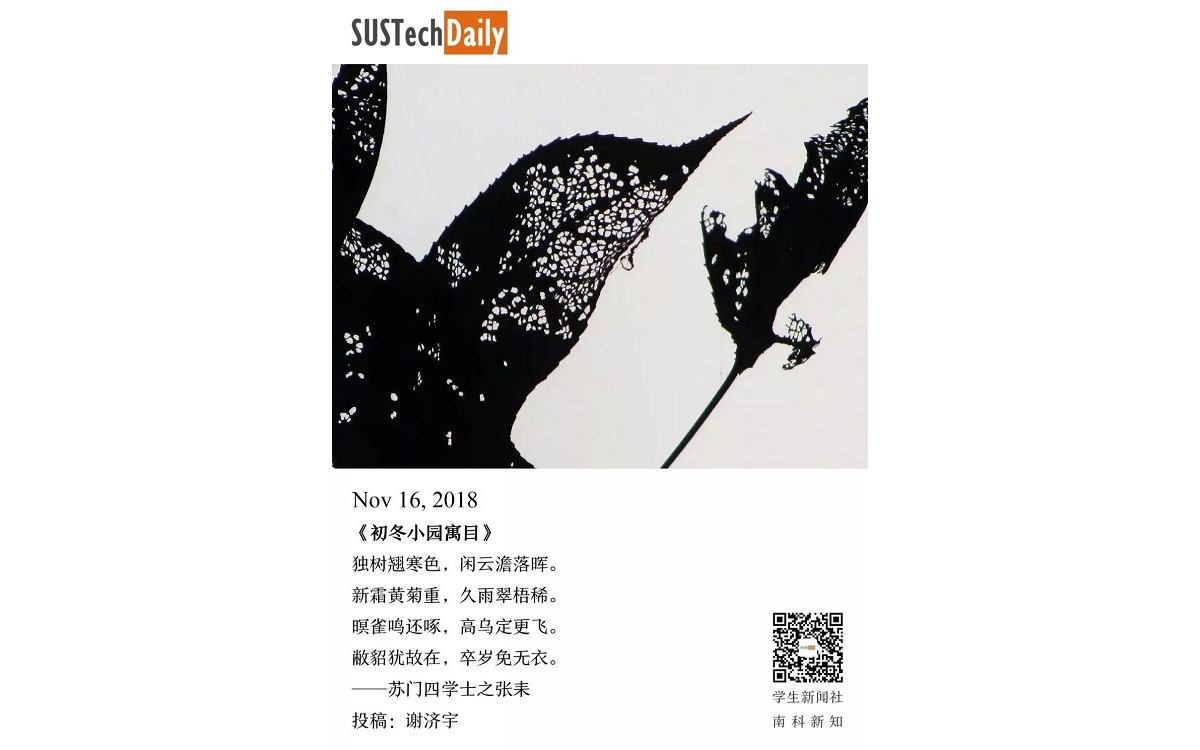 SUSTechDaily
Nov 16, 2018
《初冬小园寓目》
独树翘寒色，闲云澹落晖。
新霜黄菊重，久雨翠梧稀。
暝雀鸣还啄，高乌定更飞。
敝貂犹故在，卒岁免无衣。
——苏门四学士之张耒
投稿：谢济宇
学生新闻社
南科新知